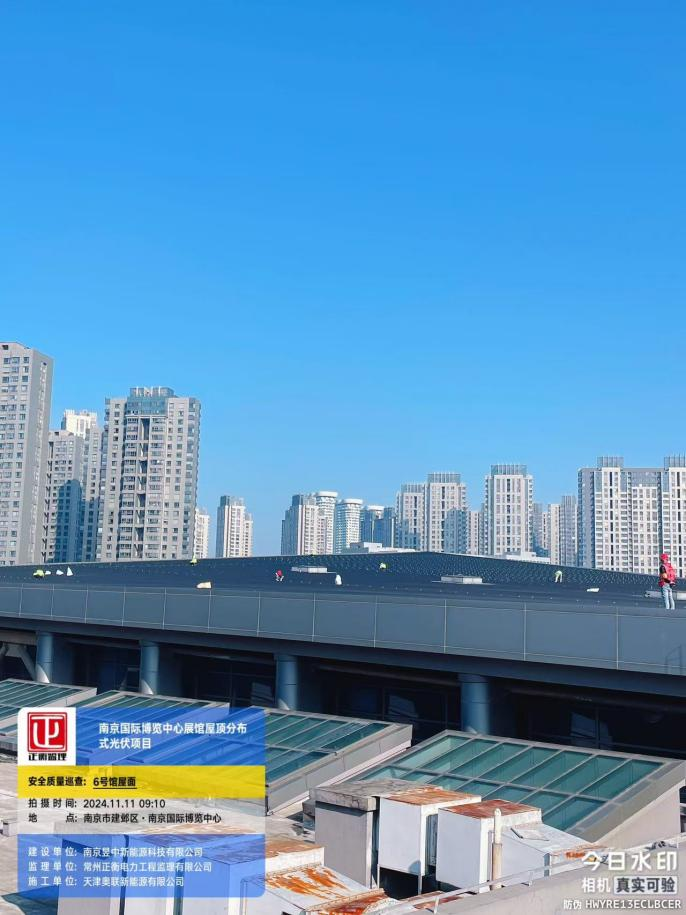 正衡监理
南京国际博览中心展馆屋顶分布
式光伏项目
安全质量巡查: 6号馆屋面
拍摄时间: 2024.11.11 09:10
地点: 南京市建邺区·南京国际博览中心
建设单位: 南京昱中新能源科技有限公司
监理单位: 常州正衡电力工程监理有限公司
施工单位: 天津奥联新能源有限公司
今日水印
相机 真实可验
防伪 HWYRE13ECLBCER